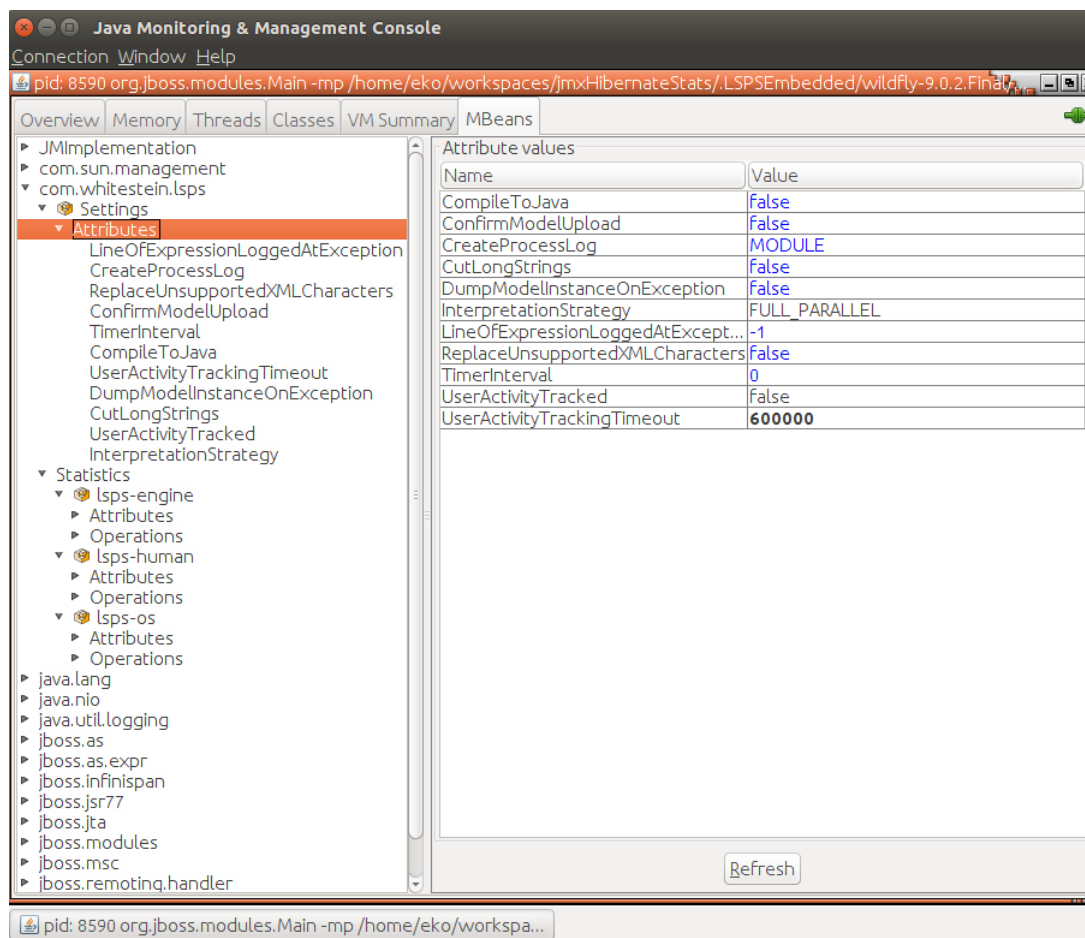 Java Monitoring & Management Console
Connection Window Help
pid: 8590 org.jboss.modules.Main -mp /home/eko/workspaces/jmxHibernateStats/.LSPSEmbedded/wildfly-9.0.2.Final/
Overview Memory Threads Classes VM Summary MBeans
JMImplementation
com.sun.management
com.whitestein.lsps
Settings
Attributes
LineOfExpressionLoggedAtException
CreateProcessLog
ReplaceUnsupportedXMLCharacters
ConfirmModelUpload
TimerInterval
CompileToJava
UserActivityTrackingTimeout
DumpModelInstanceOnException
CutLongStrings
UserActivityTracked
InterpretationStrategy
Statistics
lsps-engine
Attributes
Operations
lsps-human
Attributes
Operations
lsps-os
Attributes
Operations
java.lang
java.nio
java.util.logging
jboss.as
jboss.as.expr
jboss.infinispan
jboss.jsr77
jboss.jta
jboss.modules
jboss.msc
jboss.remoting.handler
Attribute values
Name Value
CompileToJava false
ConfirmModelUpload false
CreateProcessLog MODULE
CutLongStrings false
DumpModelInstanceOnException false
InterpretationStrategy FULL_PARALLEL
LineOfExpressionLoggedAtExcept... -1
ReplaceUnsupportedXMLCharacters false
TimerInterval 0
UserActivityTracked false
UserActivityTrackingTimeout 600000
Refresh
pid: 8590 org.jboss.modules.Main -mp /home/eko/workspa...